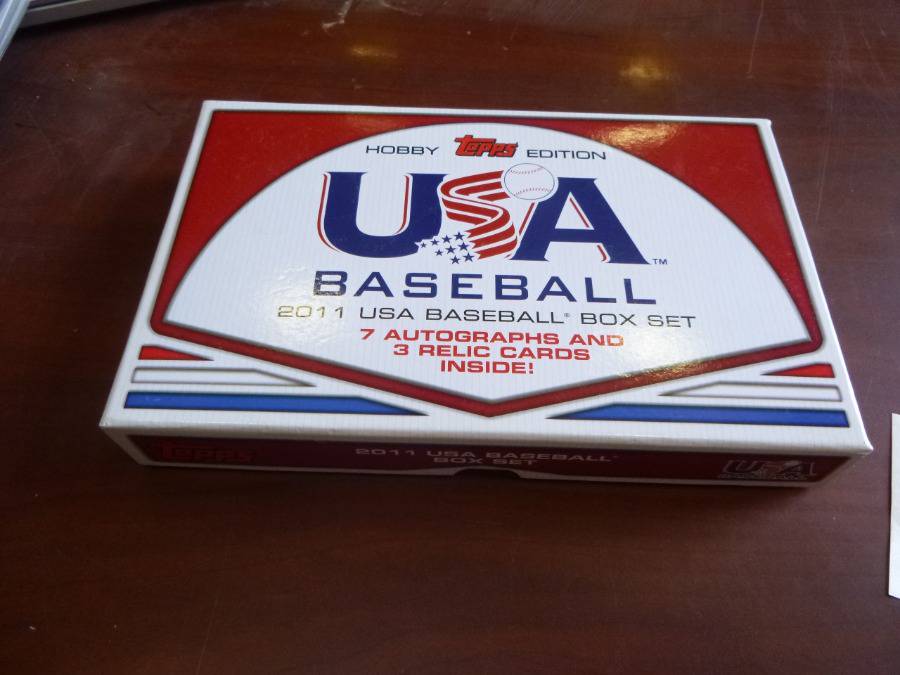 HOBBY Topps EDITION
USA™
BASEBALL
2011 USA BASEBALL® BOX SET
7 AUTOGRAPHS AND
3 RELIC CARDS
INSIDE!
Topps
2011 USA BASEBALL
BOX SET
USA